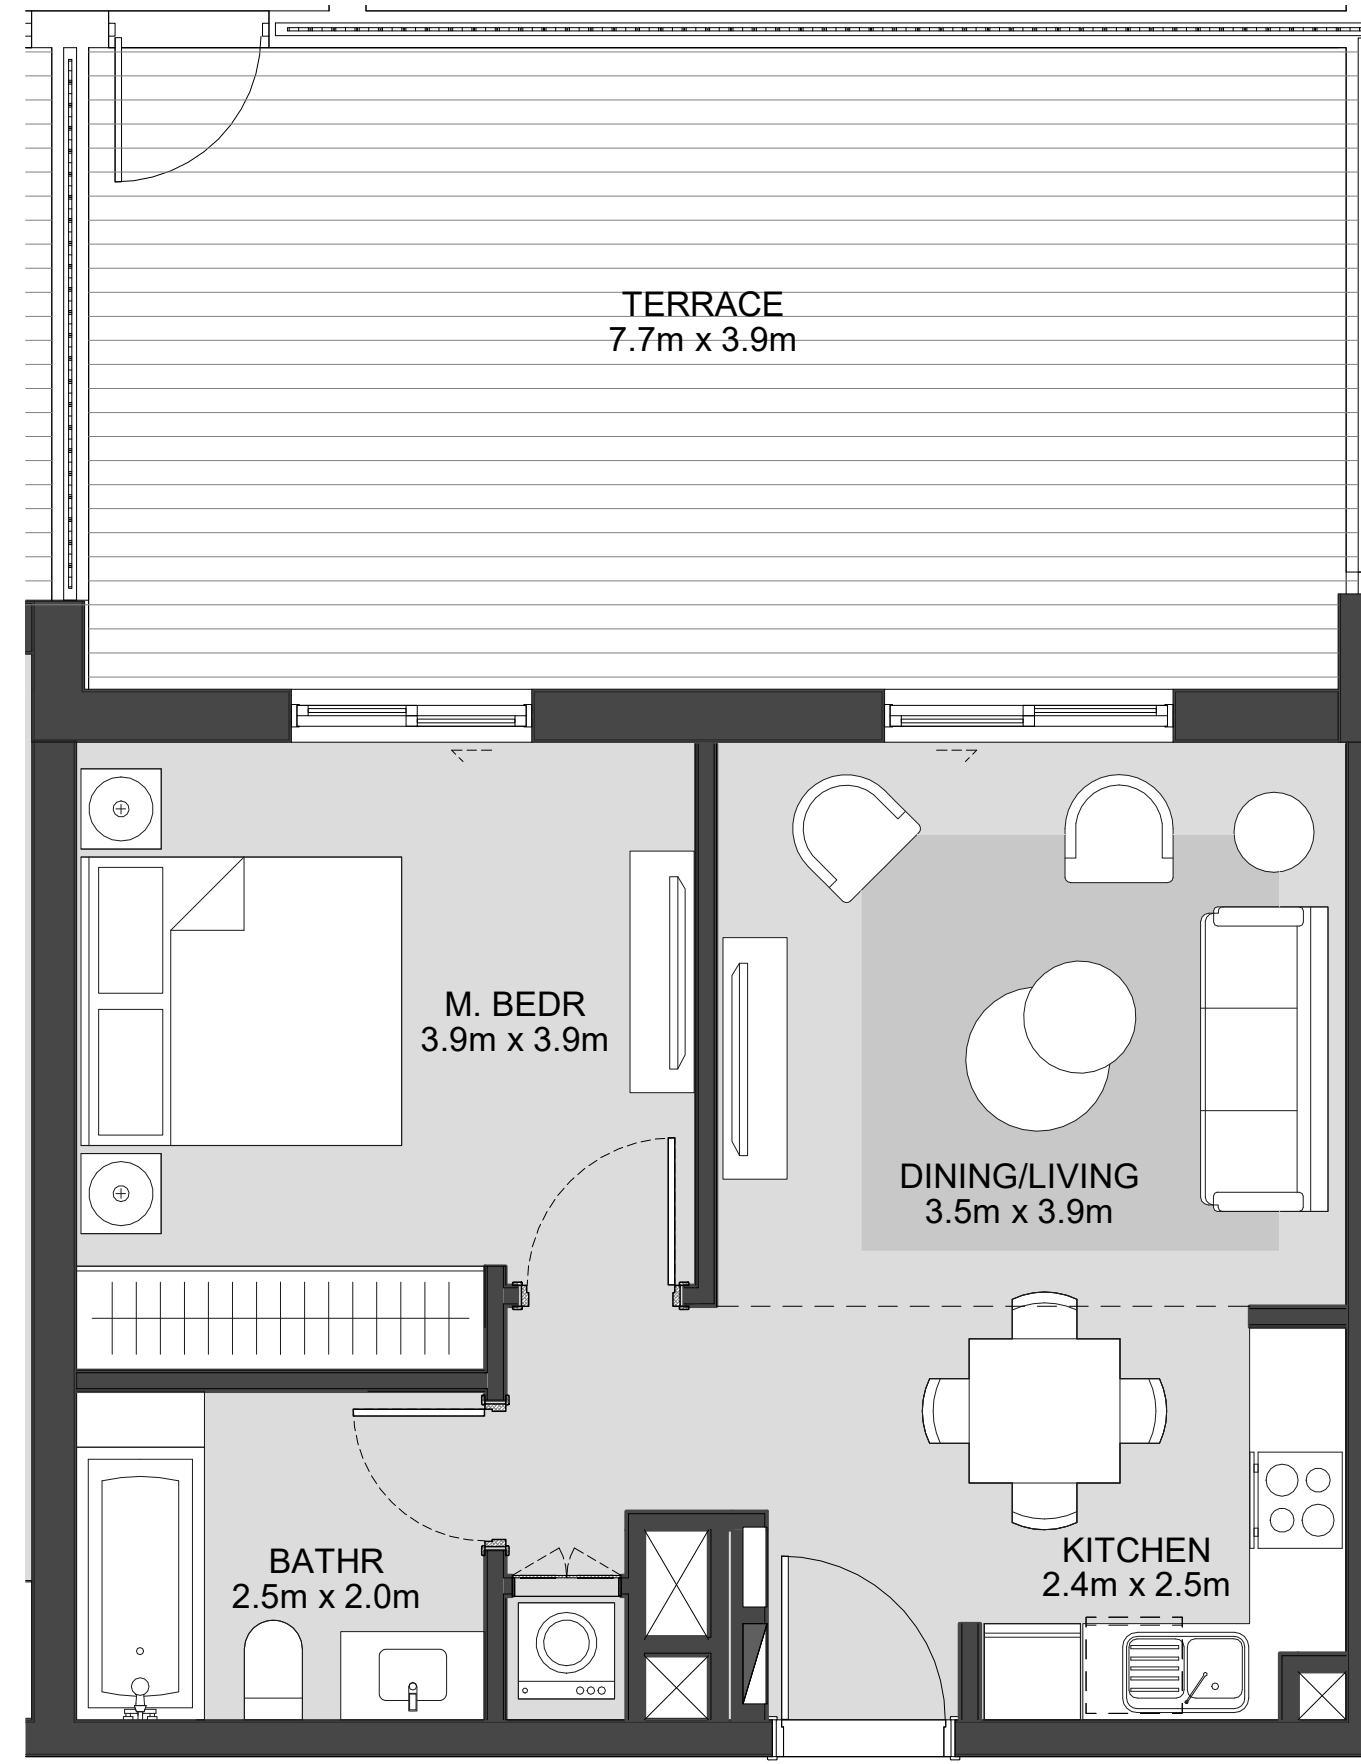 TERRACE
7.7m x 3.9m
M. BEDR
3.9m x 3.9m
DINING/LIVING
3.5m x 3.9m
BATHR
2.5m x 2.0m
KITCHEN
2.4m x 2.5m